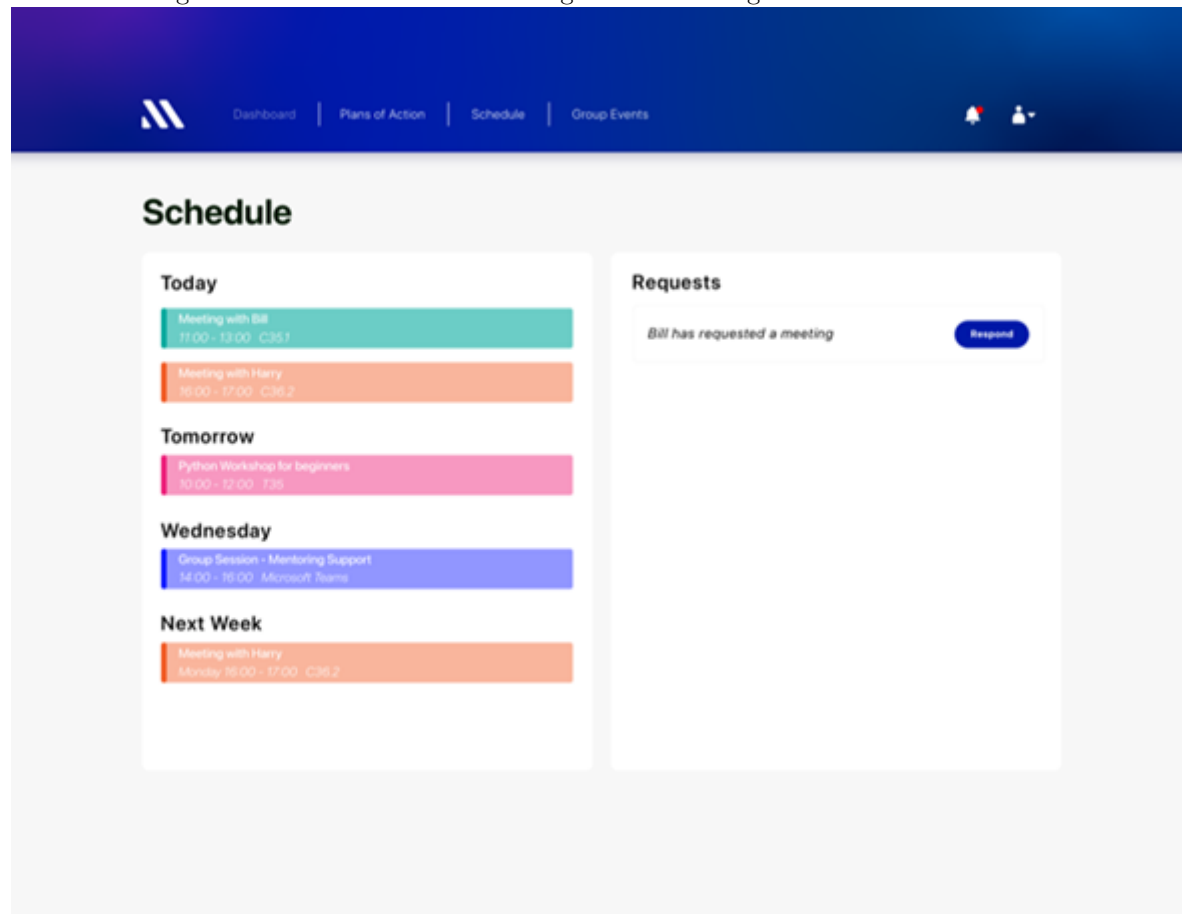 Dashboard
Plans of Action
Schedule
Group Events
Schedule
Today
Meeting with Bill
11:00 - 13:00 C35.1
Meeting with Harry
16:00 - 17:00 C36.2
Tomorrow
Python Workshop for beginners
10:00 - 12:00 T35
Wednesday
Group Session - Mentoring Support
14:00 - 16:00 Microsoft Teams
Next Week
Meeting with Harry
Monday 16:00 - 17:00 C36.2
Requests
Bill has requested a meeting
Respond